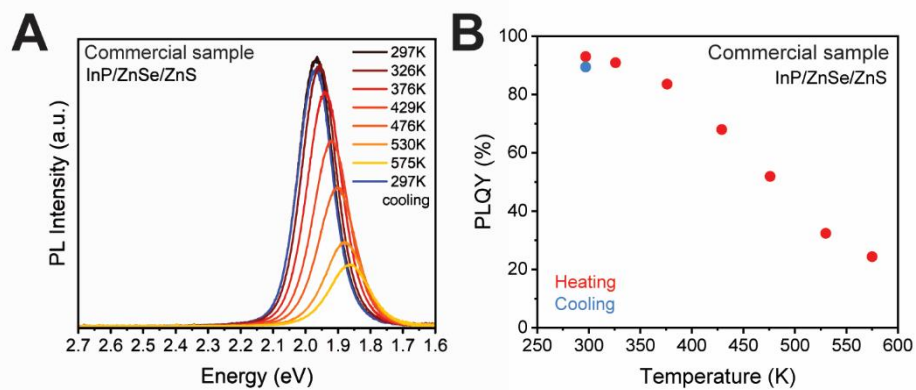 A
Commercial sample
InP/ZnSe/ZnS
297K
326K
376K
429K
476K
530K
575K
297K
cooling
PL Intensity (a.u.)
2.7 2.6 2.5 2.4 2.3 2.2 2.1 2.0 1.9 1.8 1.7 1.6
Energy (eV)
B
Commercial sample
InP/ZnSe/ZnS
PLQY (%)
100
80
60
40
20
0
Heating
Cooling
250 300 350 400 450 500 550 600
Temperature (K)